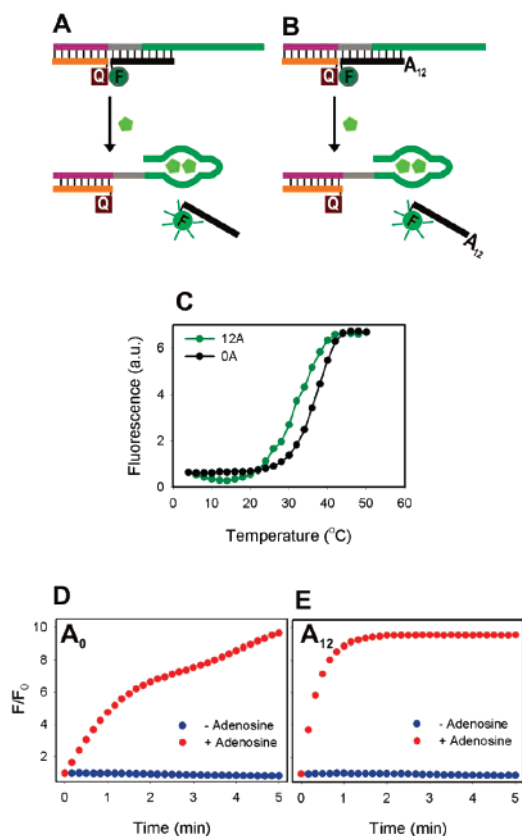 A
B
Q F
Q F
A12
Q
Q
F
F
A12
C
12A
0A
Fluorescence (a.u.)
6
4
2
0
0 10 20 30 40 50 60
Temperature (°C)
D
E
A0
A12
F/F0
10
8
6
4
2
- Adenosine
+ Adenosine
- Adenosine
+ Adenosine
0 1 2 3 4 5
0 1 2 3 4 5
Time (min)
Time (min)